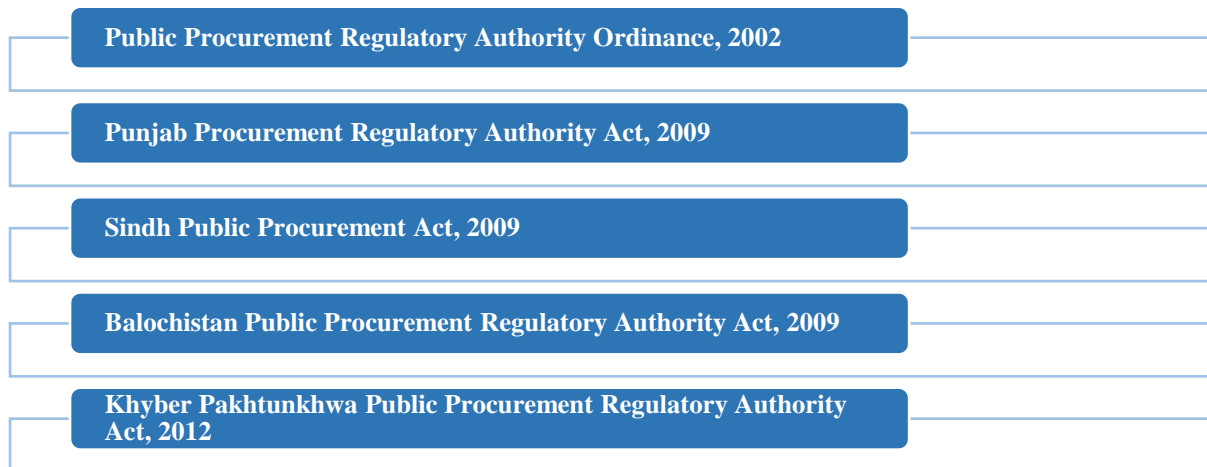 Public Procurement Regulatory Authority Ordinance, 2002
Punjab Procurement Regulatory Authority Act, 2009
Sindh Public Procurement Act, 2009
Balochistan Public Procurement Regulatory Authority Act, 2009
Khyber Pakhtunkhwa Public Procurement Regulatory Authority
Act, 2012